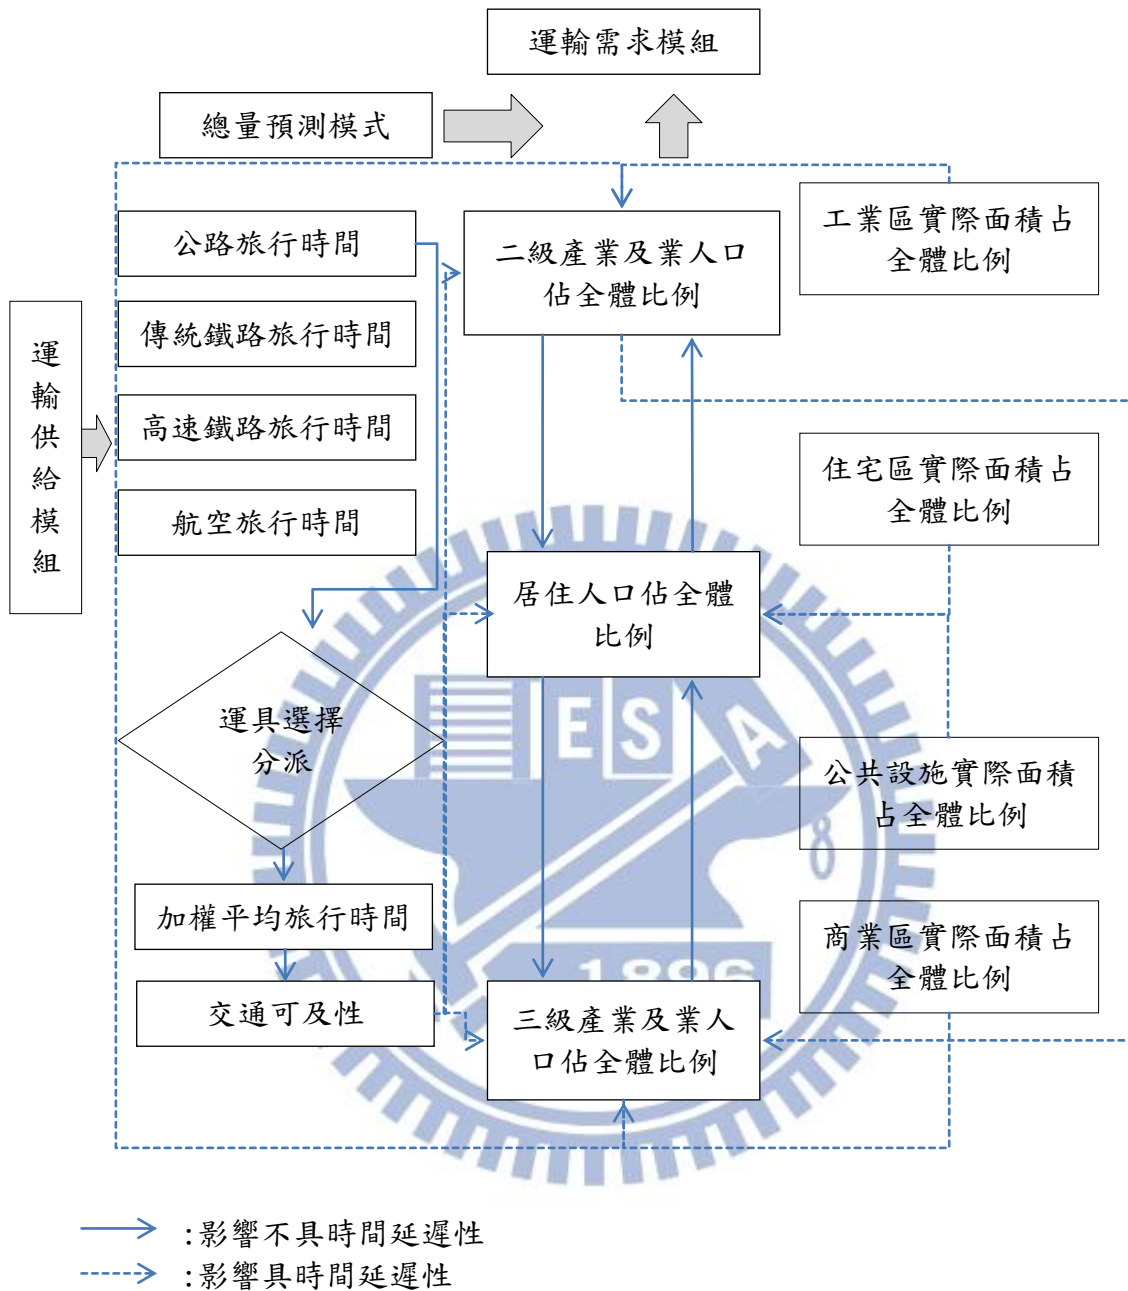 運輸需求模組
總量預測模式
公路旅行時間
二級產業及業人口
佔全體比例
工業區實際面積占
全體比例
運輸供給模組
傳統鐵路旅行時間
高速鐵路旅行時間
航空旅行時間
住宅區實際面積占
全體比例
居住人口佔全體
比例
運具選擇
分派
E S A
公共設施實際面積
占全體比例
8
加權平均旅行時間
商業區實際面積占
全體比例
1896
交通可及性
三級產業及業人
口佔全體比例
:影響不具時間延遲性
:影響具時間延遲性